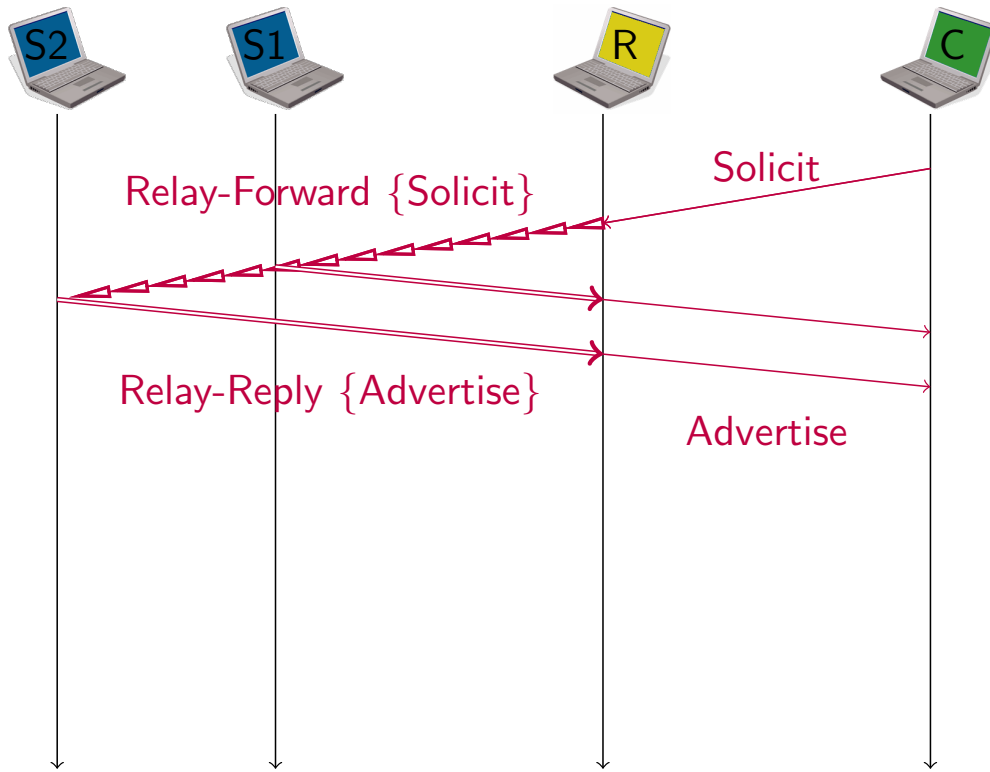 S2
S1
R
C
Solicit
Relay-Forward {Solicit}
Relay-Reply {Advertise}
Advertise